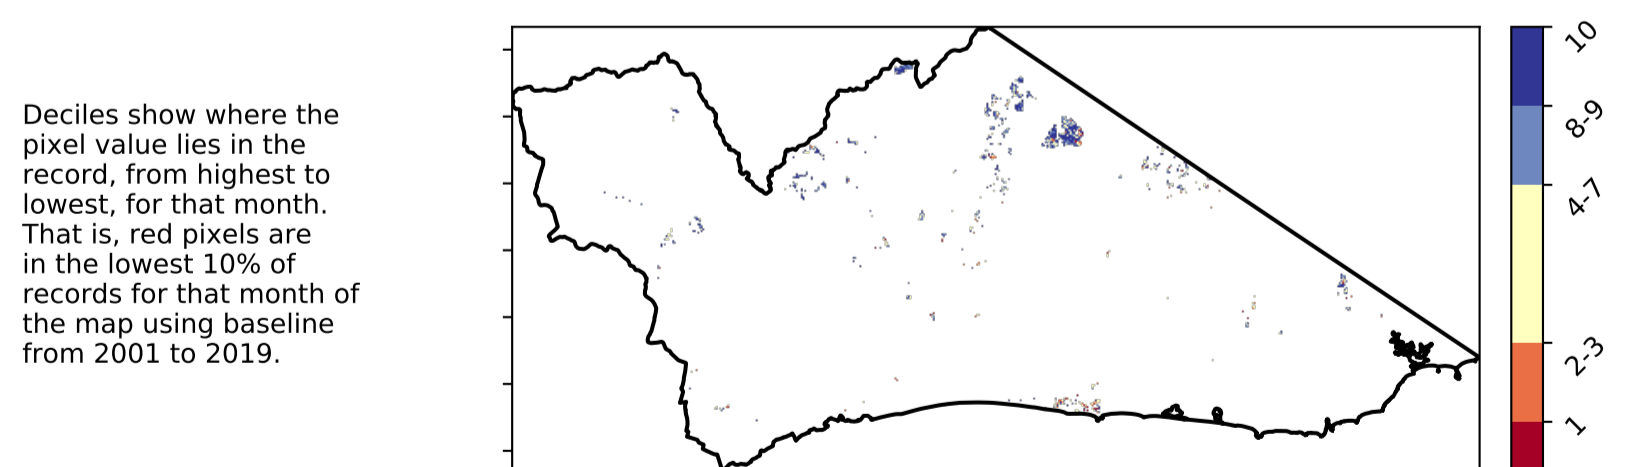 Deciles show where the
pixel value lies in the
record, from highest to
lowest, for that month.
That is, red pixels are
in the lowest 10% of
records for that month of
the map using baseline
from 2001 to 2019.
10
8-9
4-7
2-3
1